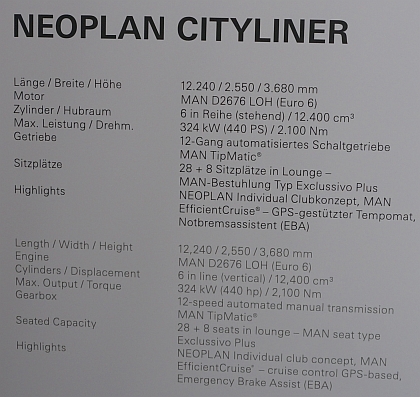 NEOPLAN CITYLINER
Länge / Breite / Höhe 12.240 / 2.550 / 3.680 mm
Motor MAN D2676 LOH (Euro 6)
Zylinder / Hubraum 6 in Reihe (stehend) / 12.400 cm³
Max. Leistung / Drehm. 324 kW (440 PS) / 2.100 Nm
Getriebe 12-Gang automatisiertes Schaltgetriebe
MAN TipMatic®
Sitzplätze 28 + 8 Sitzplätze in Lounge –
MAN-Bestuhlung Typ Exclussivo Plus
Highlights NEOPLAN Individual Clubkonzept, MAN
EfficientCruise® – GPS-gestützter Tempomat,
Notbremsassistent (EBA)
Length / Width / Height 12,240 / 2,550 / 3,680 mm
Engine MAN D2676 LOH (Euro 6)
Cylinders / Displacement 6 in line (vertical) / 12,400 cm³
Max. Output / Torque 324 kW (440 hp) / 2,100 Nm
Gearbox 12-speed automated manual transmission
MAN TipMatic®
Seated Capacity 28 + 8 seats in lounge – MAN seat type
Exclussivo Plus
Highlights NEOPLAN Individual club concept, MAN
EfficientCruise® – cruise control GPS-based,
Emergency Brake Assist (EBA)